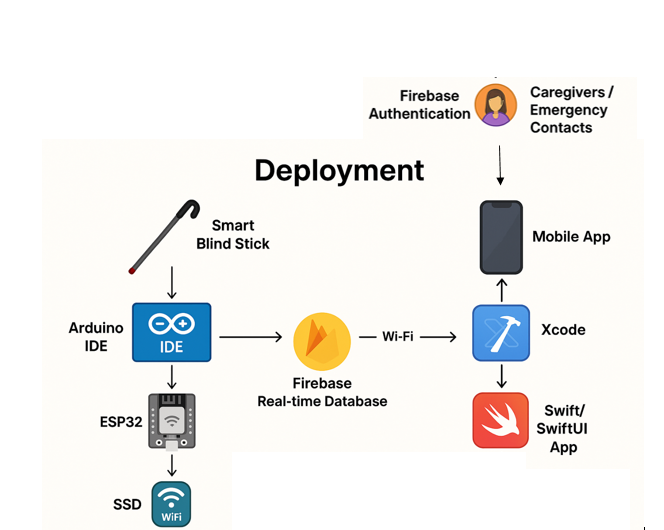 Firebase
Authentication
Caregivers /
Emergency
Contacts
Deployment
Smart
Blind Stick
Mobile App
Arduino
IDE
IDE
Wi-Fi
Xcode
Firebase
Real-time Database
ESP32
Swift/
SwiftUI
App
SSD
WiFi